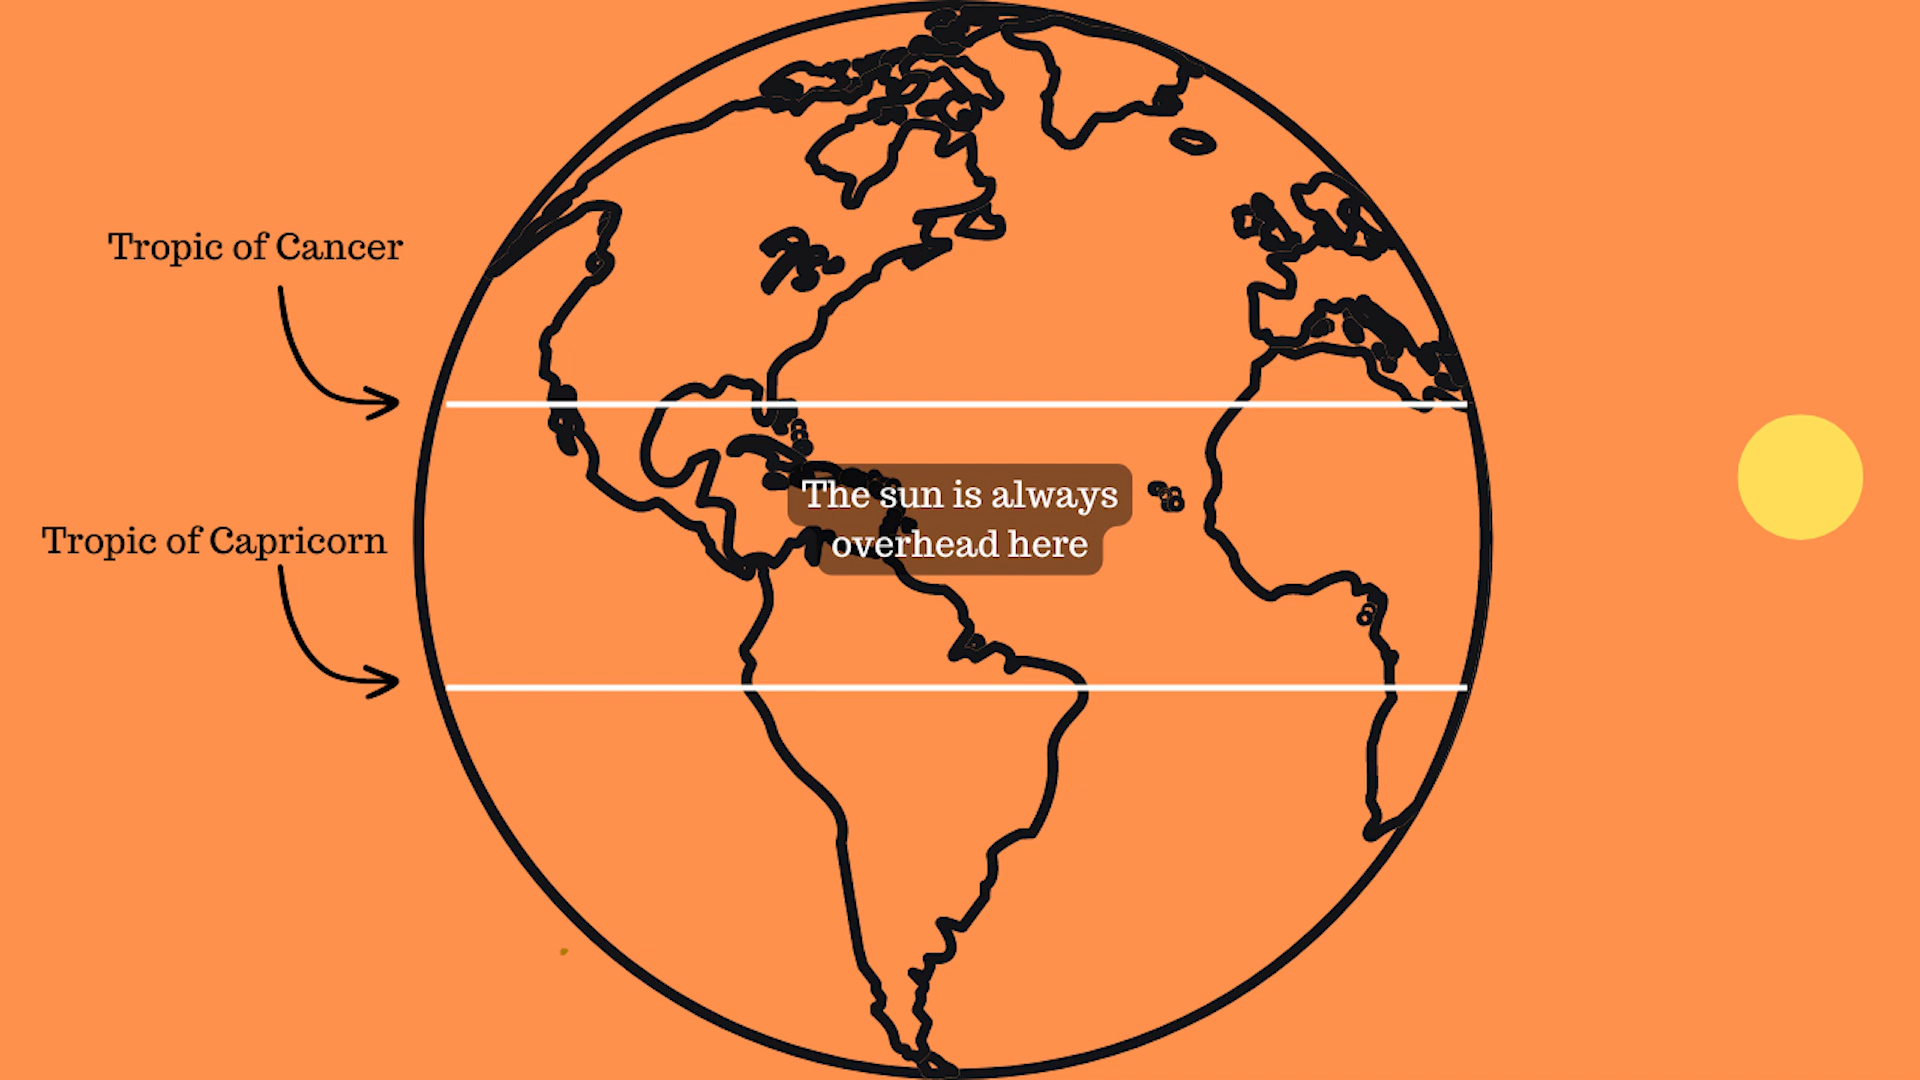 Tropic of Cancer
Tropic of Capricorn
The sun is always
overhead here